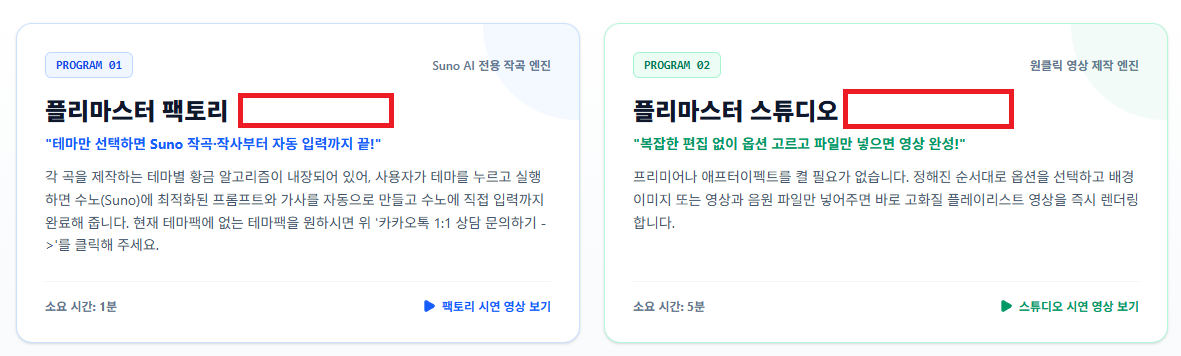 PROGRAM 01
Suno AI 전용 작곡 엔진
플리마스터 팩토리
"테마만 선택하면 Suno 작곡·작사부터 자동 입력까지 끝!"
각 곡을 제작하는 테마별 황금 알고리즘이 내장되어 있어, 사용자가 테마를 누르고 실행
하면 수노(Suno)에 최적화된 프롬프트와 가사를 자동으로 만들고 수노에 직접 입력까지
완료해 줍니다. 현재 테마팩에 없는 테마팩을 원하시면 위 '카카오톡 1:1 상담 문의하기 -
>'를 클릭해 주세요.
소요 시간: 1분
▶ 팩토리 시연 영상 보기
PROGRAM 02
원클릭 영상 제작 엔진
플리마스터 스튜디오
"복잡한 편집 없이 옵션 고르고 파일만 넣으면 영상 완성!"
프리미어나 애프터이펙트를 켤 필요가 없습니다. 정해진 순서대로 옵션을 선택하고 배경
이미지 또는 영상과 음원 파일만 넣어주면 바로 고화질 플레이리스트 영상을 즉시 렌더링
합니다.
소요 시간: 5분
▶ 스튜디오 시연 영상 보기